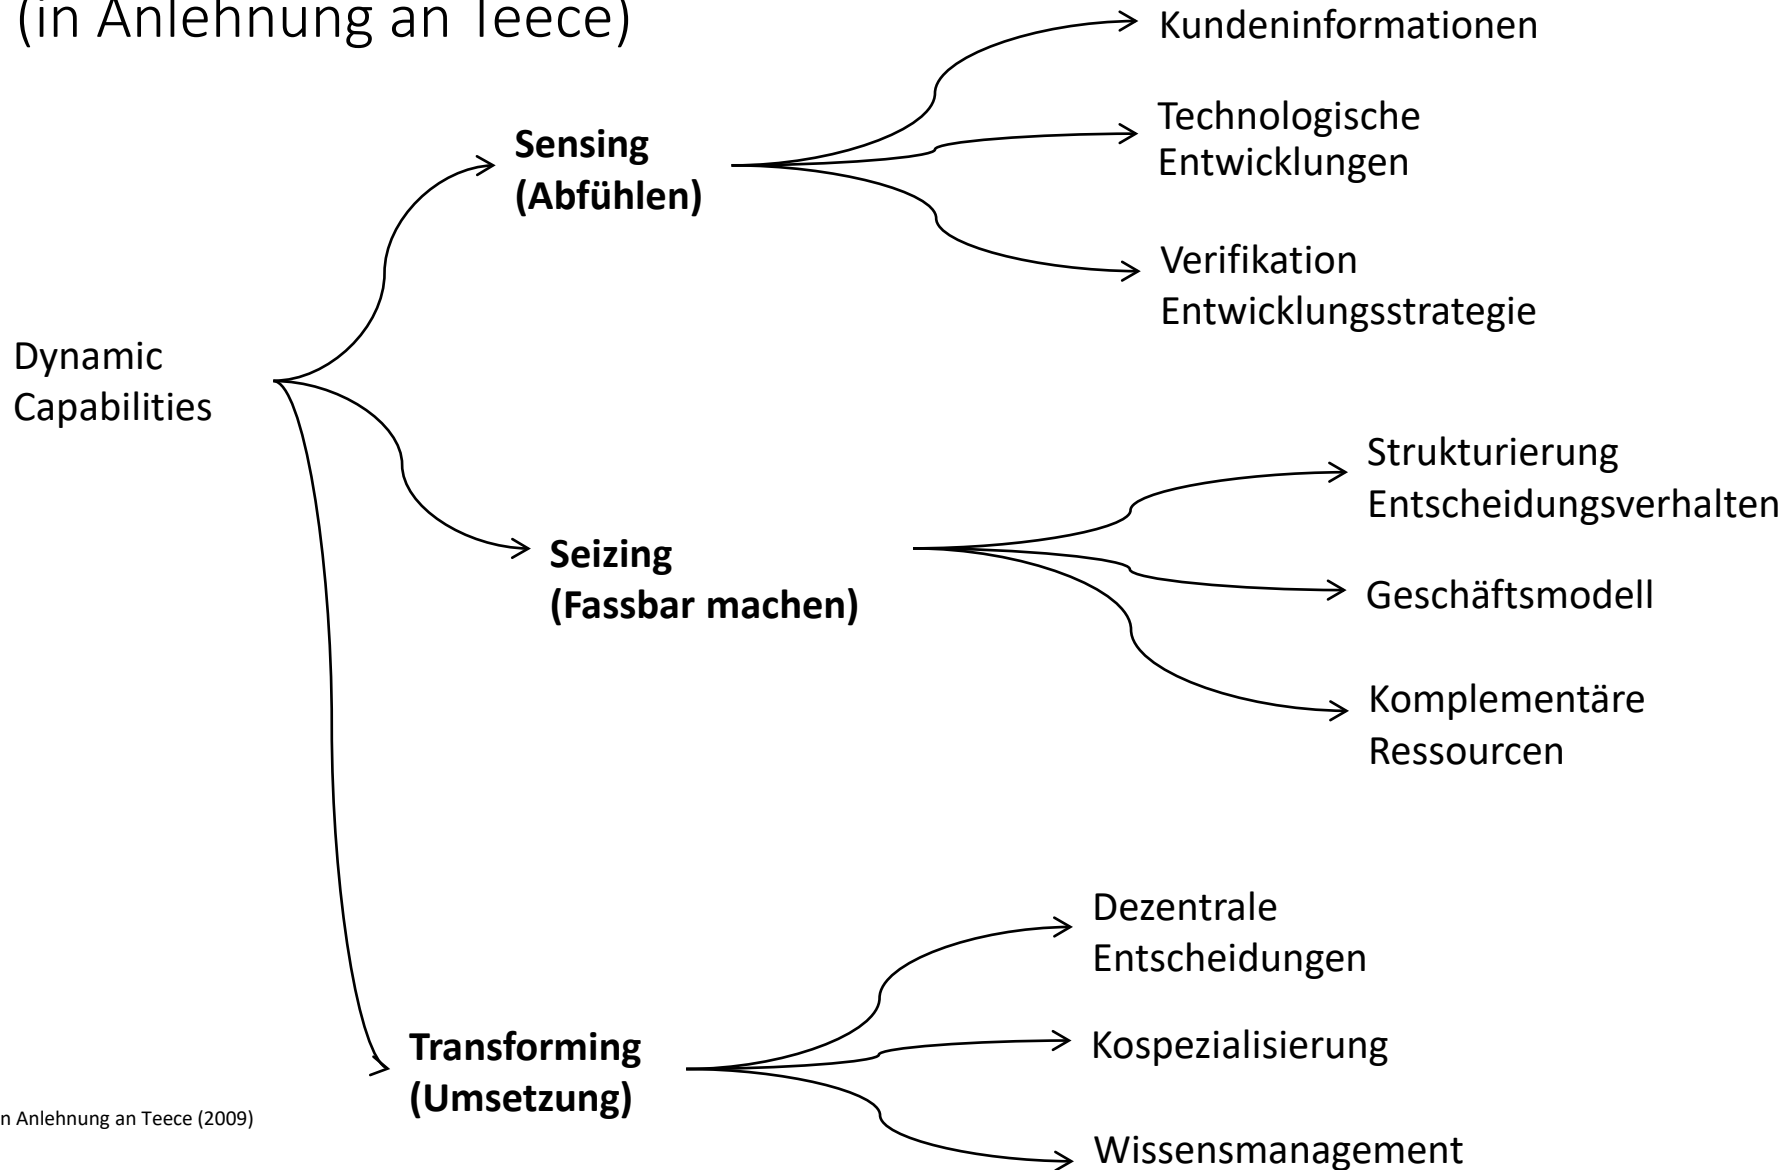 (in Anlehnung an Teece)
Kundeninformationen
Technologische
Entwicklungen
Sensing
(Abfühlen)
Verifikation
Entwicklungsstrategie
Dynamic
Capabilities
Strukturierung
Entscheidungsverhalten
Seizing
(Fassbar machen)
Geschäftsmodell
Komplementäre
Ressourcen
Dezentrale
Entscheidungen
Transforming
(Umsetzung)
Kospezialisierung
Wissensmanagement
n Anlehnung an Teece (2009)